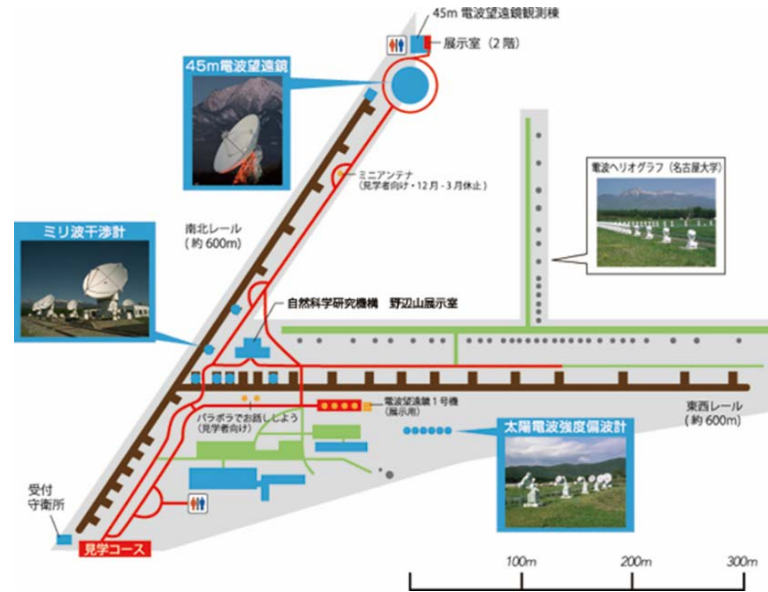 45m 電波望遠鏡観測棟
展示室（2 階）
45m電波望遠鏡
ミニアンテナ
（見学者向け・12 月 - 3 月休止）
電波ヘリオグラフ（名古屋大学）
ミリ波干渉計
南北レール
（約 600m）
自然科学研究機構　野辺山展示室
電波望遠鏡 1 号機
（展示用）
パラボラでお話ししよう
（見学者向け）
東西レール
（約 600m）
太陽電波強度偏波計
受付
守衛所
見学コース
100m
200m
300m